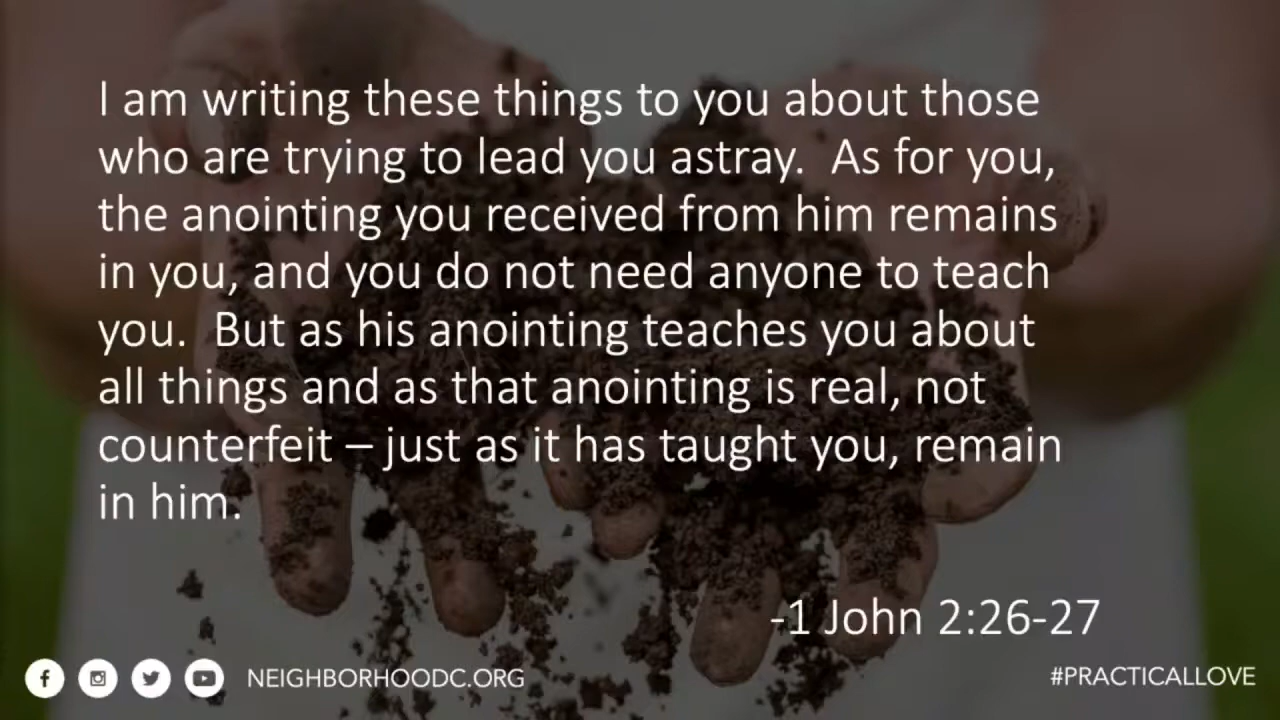 I am writing these things to you about those
who are trying to lead you astray.  As for you,
the anointing you received from him remains
in you, and you do not need anyone to teach
you.  But as his anointing teaches you about
all things and as that anointing is real, not
counterfeit – just as it has taught you, remain
in him.
-1 John 2:26-27
NEIGHBORHOODC.ORG
#PRACTICALLOVE